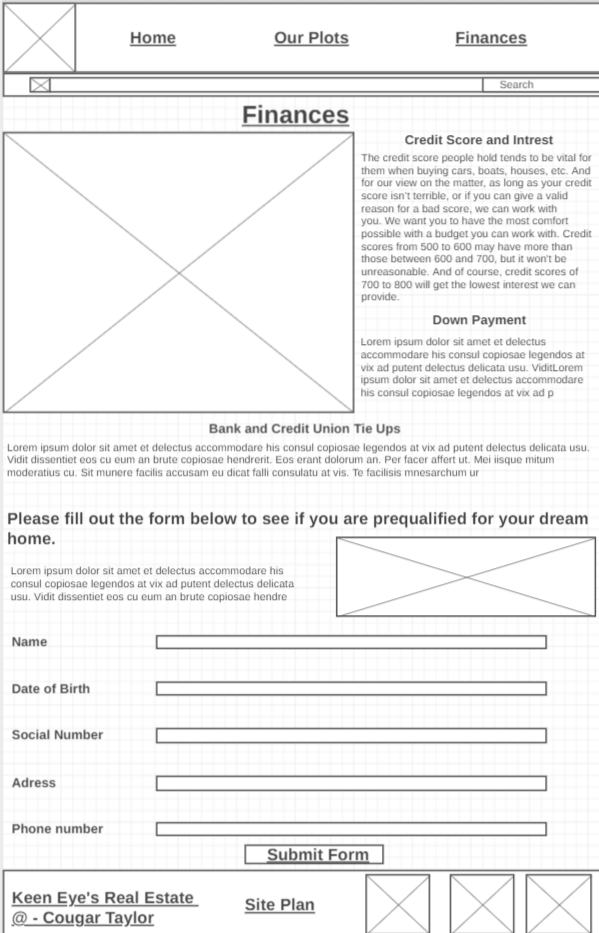 Home Our Plots Finances
Search
Finances
Credit Score and Intrest
The credit score people hold tends to be vital for
them when buying cars, boats, houses, etc. And
for our view on the matter, as long as your credit
score isn't terrible, or if you can give a valid
reason for a bad score, we can work with
you. We want you to have the most comfort
possible with a budget you can work with. Credit
scores from 500 to 600 may have more than
those between 600 and 700, but it won't be
unreasonable. And of course, credit scores of
700 to 800 will get the lowest interest we can
provide.
Down Payment
Lorem ipsum dolor sit amet et delectus
accommodare his consul copiosae legendos at
vix ad putent delectus delicata usu. ViditLorem
ipsum dolor sit amet et delectus
accommodare his consul copiosae legendos at vix ad p
Bank and Credit Union Tie Ups
Lorem ipsum dolor sit amet et delectus accommodare his consul copiosae legendos at vix ad putent delectus delicata usu.
Vidit dissentiet eos cu eum an brute copiosae hendrerit. Eos erant dolorum an. Per facer affert ut. Mei iisque mitum
moderatius cu. Sit munere facilis accusam eu dicat falli consulatu at vis. Te facilisis mnesarchum ur
Please fill out the form below to see if you are prequalified for your dream
home.
Lorem ipsum dolor sit amet et delectus accommodare his
consul copiosae legendos at vix ad putent delectus delicata
usu. Vidit dissentiet eos cu eum an brute copiosae hendre
Name
Date of Birth
Social Number
Adress
Phone number
Submit Form
Keen Eye's Real Estate
@ - Cougar Taylor
Site Plan